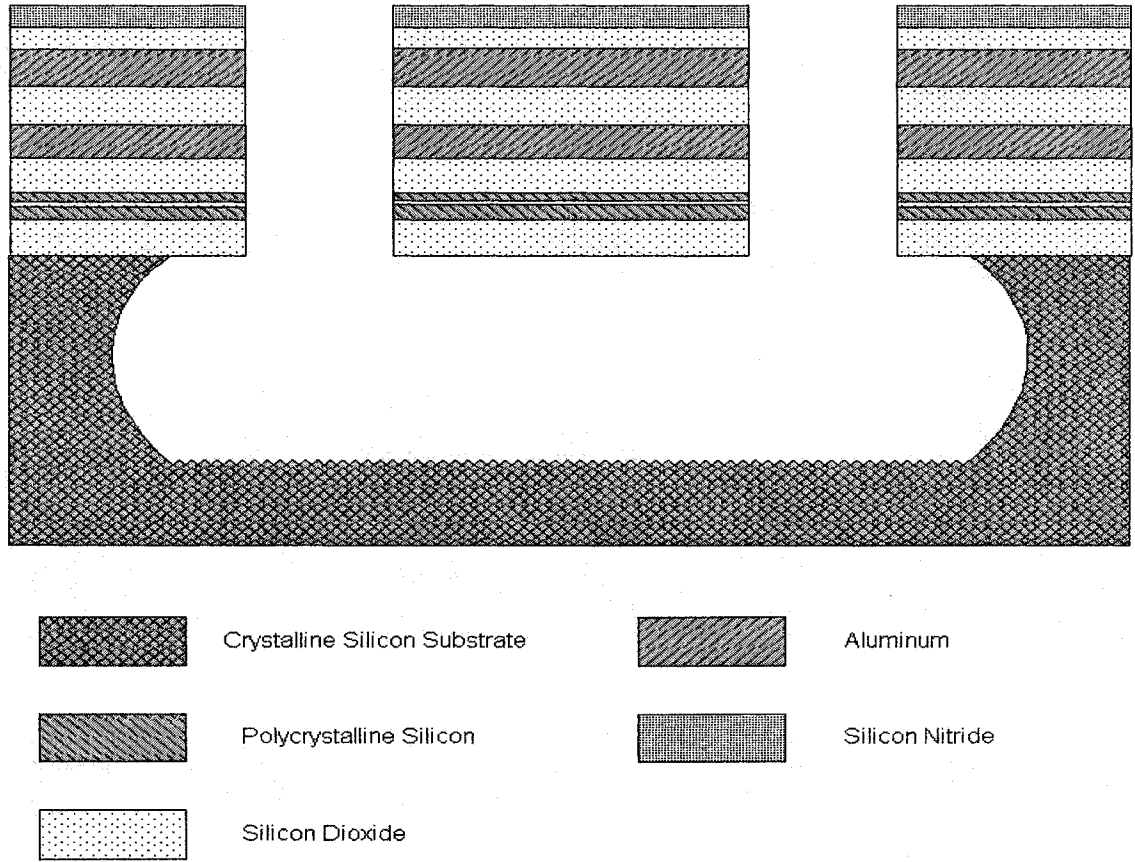 Crystalline Silicon Substrate
Aluminum
Polycrystalline Silicon
Silicon Nitride
Silicon Dioxide